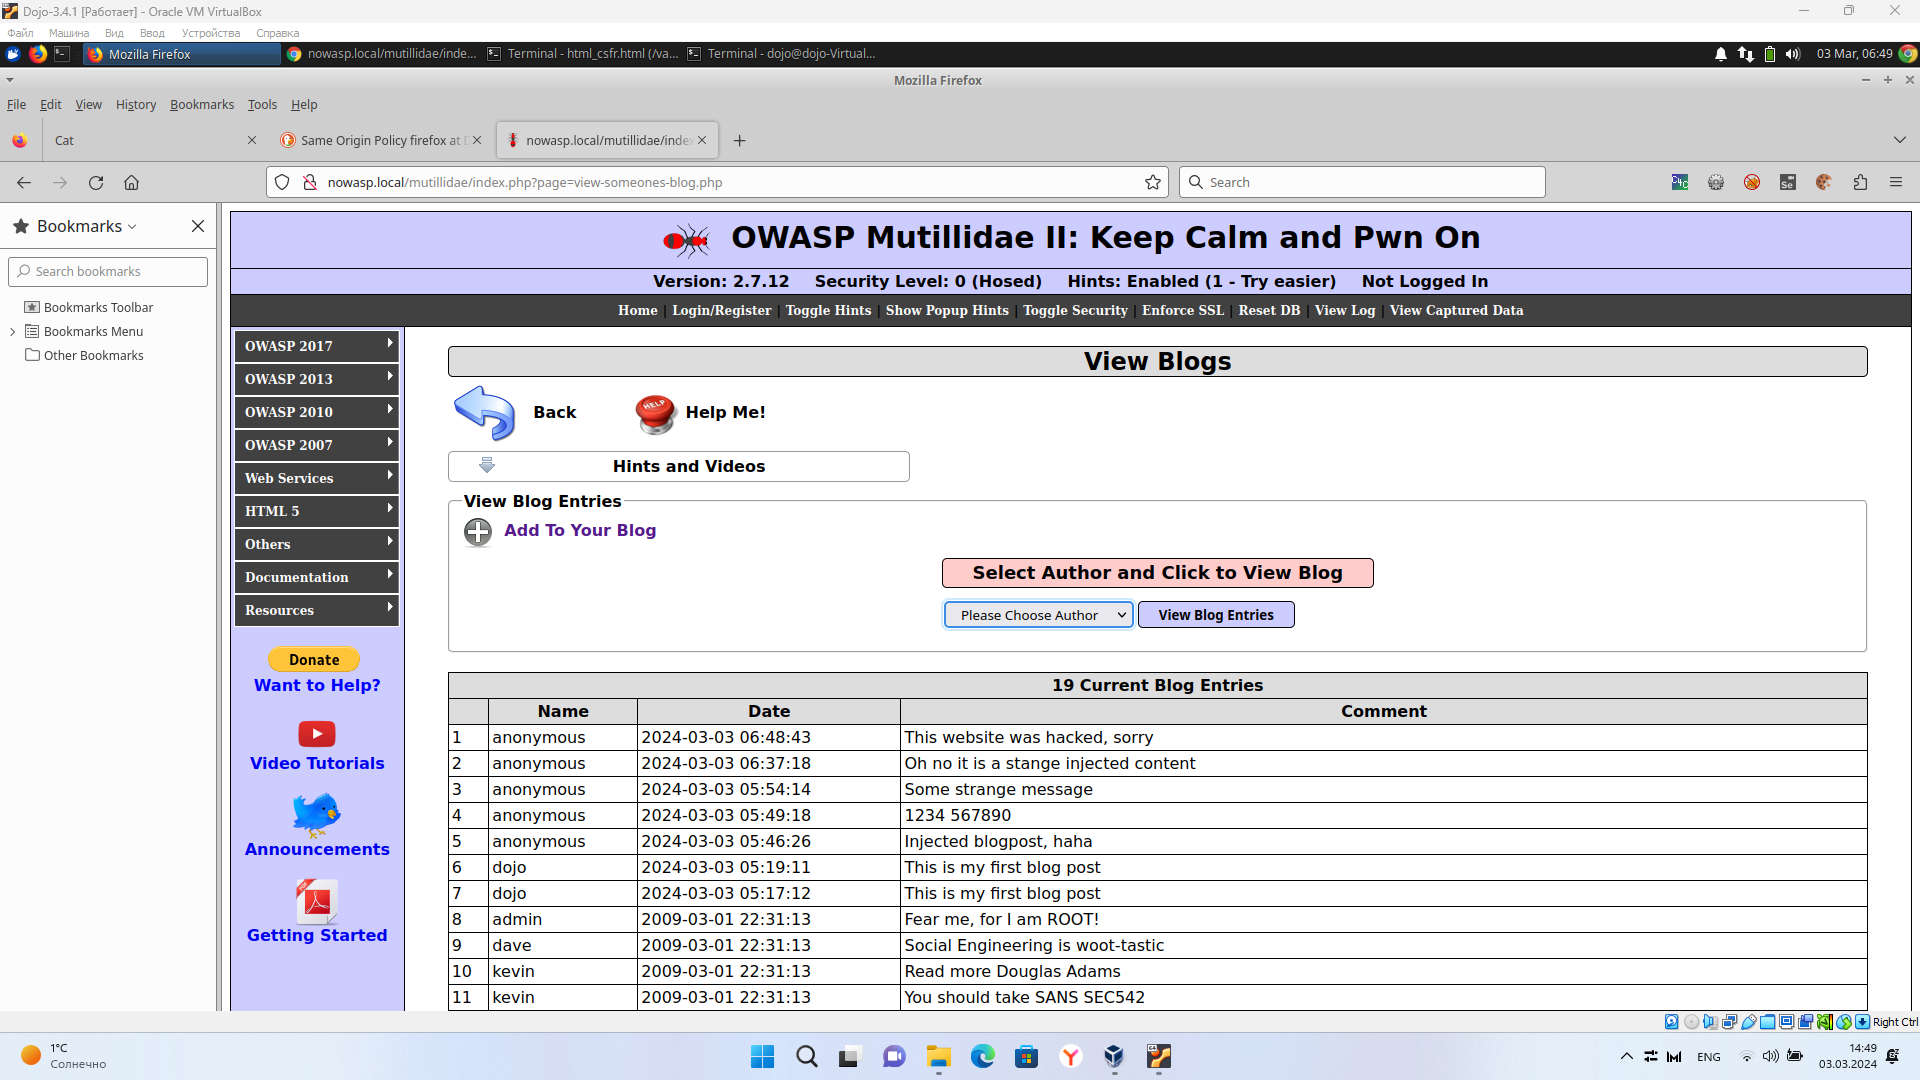 Dojo-3.4.1 [Работает] - Oracle VM VirtualBox
Файл Машина Вид Ввод Устройства Справка
Mozilla Firefox nowasp.local/mutillidae/inde... Terminal - html_csfr.html (/va... Terminal - dojo@dojo-Virtual... 03 Mar, 06:49
Mozilla Firefox
File Edit View History Bookmarks Tools Help
Cat Same Origin Policy firefox at D nowasp.local/mutillidae/index
nowasp.local/mutillidae/index.php?page=view-someones-blog.php Search
Bookmarks
Search bookmarks
Bookmarks Toolbar
Bookmarks Menu
Other Bookmarks
OWASP Mutillidae II: Keep Calm and Pwn On
Version: 2.7.12 Security Level: 0 (Hosed) Hints: Enabled (1 - Try easier) Not Logged In
Home | Login/Register | Toggle Hints | Show Popup Hints | Toggle Security | Enforce SSL | Reset DB | View Log | View Captured Data
OWASP 2017
OWASP 2013
OWASP 2010
OWASP 2007
Web Services
HTML 5
Others
Documentation
Resources
Donate
Want to Help?
Video Tutorials
Announcements
Getting Started
View Blogs
Back HELP Help Me!
Hints and Videos
View Blog Entries
Add To Your Blog
Select Author and Click to View Blog
Please Choose Author View Blog Entries
19 Current Blog Entries
Name Date Comment
1 anonymous 2024-03-03 06:48:43 This website was hacked, sorry
2 anonymous 2024-03-03 06:37:18 Oh no it is a stange injected content
3 anonymous 2024-03-03 05:54:14 Some strange message
4 anonymous 2024-03-03 05:49:18 1234 567890
5 anonymous 2024-03-03 05:46:26 Injected blogpost, haha
6 dojo 2024-03-03 05:19:11 This is my first blog post
7 dojo 2024-03-03 05:17:12 This is my first blog post
8 admin 2009-03-01 22:31:13 Fear me, for I am ROOT!
9 dave 2009-03-01 22:31:13 Social Engineering is woot-tastic
10 kevin 2009-03-01 22:31:13 Read more Douglas Adams
11 kevin 2009-03-01 22:31:13 You should take SANS SEC542
Right Ctrl
1°C
Солнечно
ENG
14:49
03.03.2024